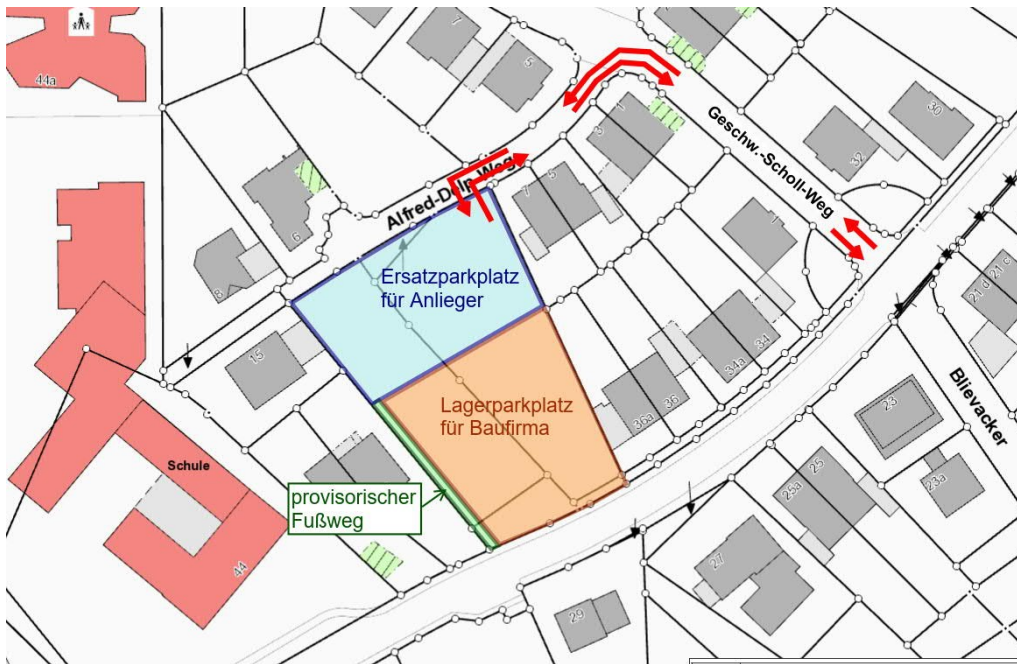 44a
7
5
1
3
30
32
Geschw.-Scholl-Weg
Alfred-Delp-Weg
5
7
6
8
1
21 c
21 d
Ersatzparkplatz
für Anlieger
15
34
34a
36
36a
Lagerparkplatz
für Baufirma
Blievacker
23
23a
25
25a
Schule
provisorischer
Fußweg
44
27
29